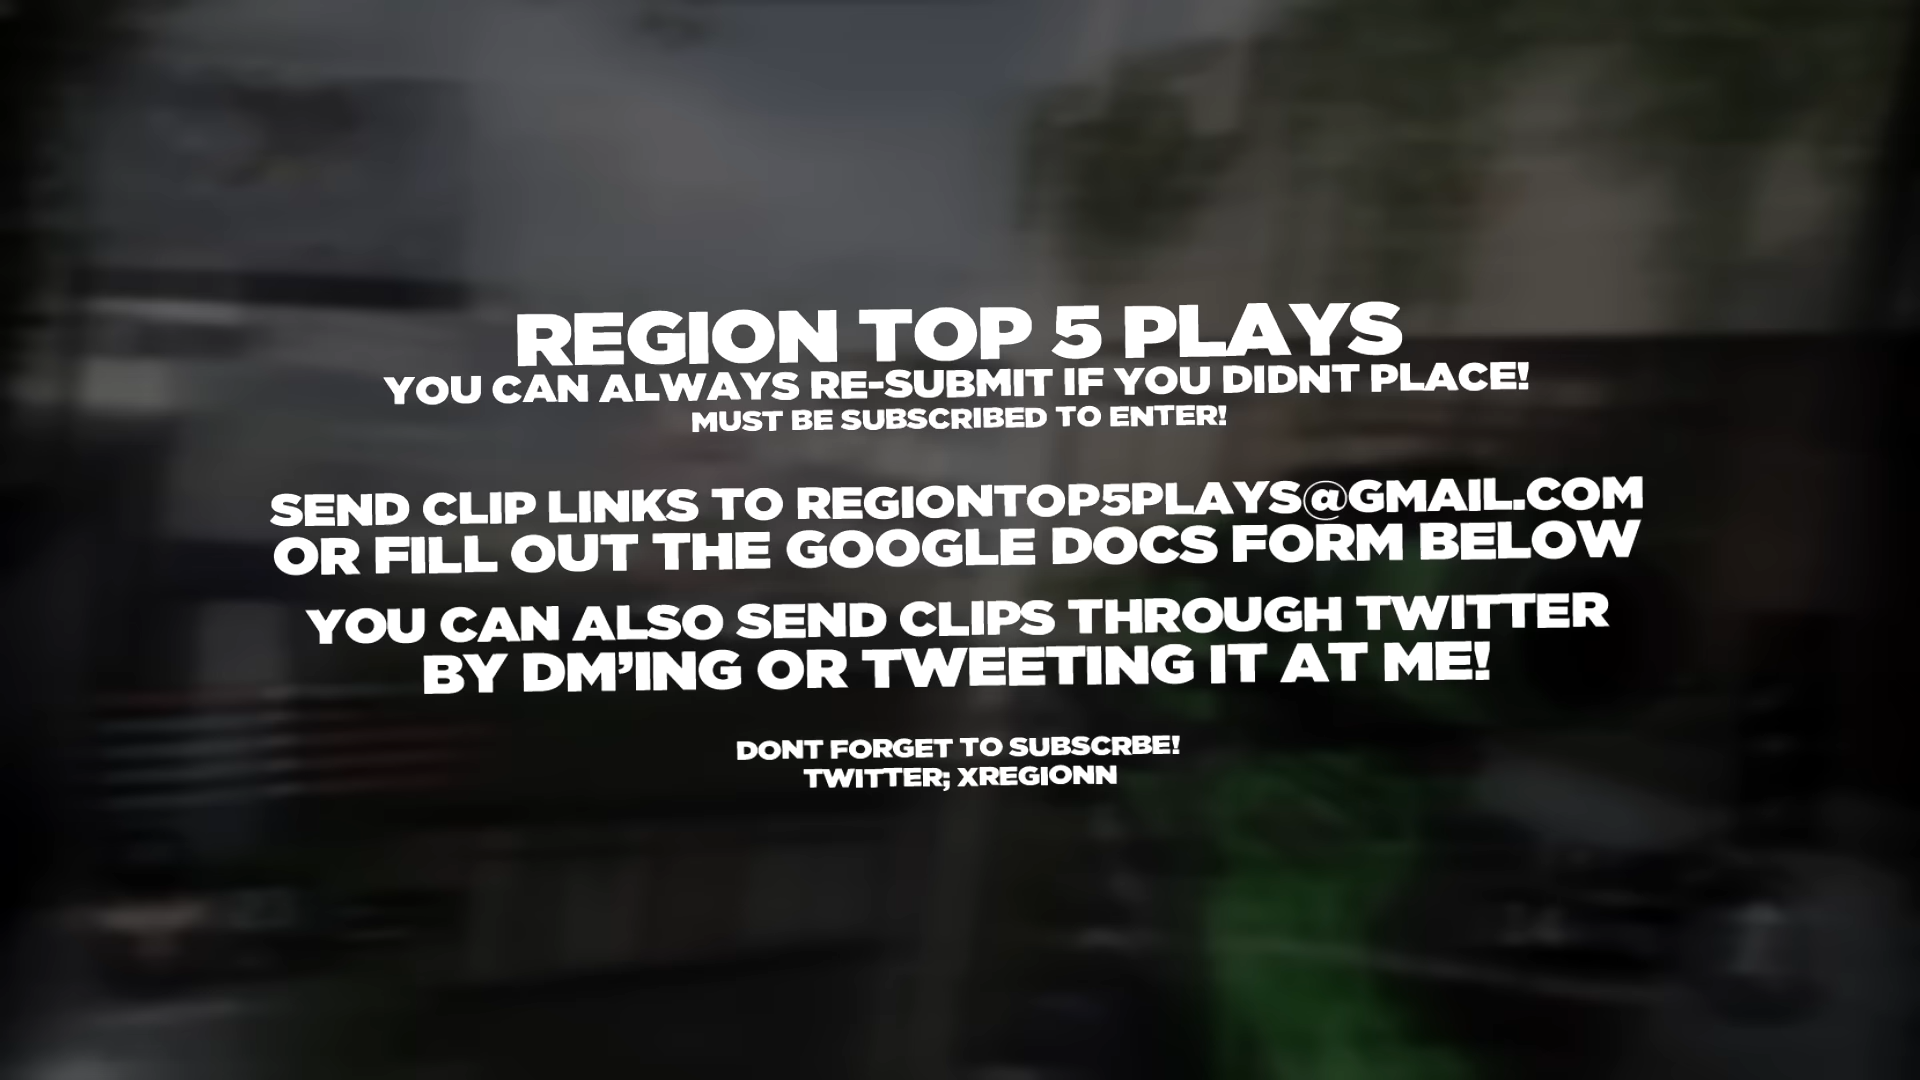 REGION TOP 5 PLAYS
YOU CAN ALWAYS RE-SUBMIT IF YOU DIDNT PLACE!
MUST BE SUBSCRIBED TO ENTER!
SEND CLIP LINKS TO REGIONTOP5PLAYS@GMAIL.COM
OR FILL OUT THE GOOGLE DOCS FORM BELOW
YOU CAN ALSO SEND CLIPS THROUGH TWITTER
BY DM’ING OR TWEETING IT AT ME!
DONT FORGET TO SUBSCRBE!
TWITTER; XREGIONN